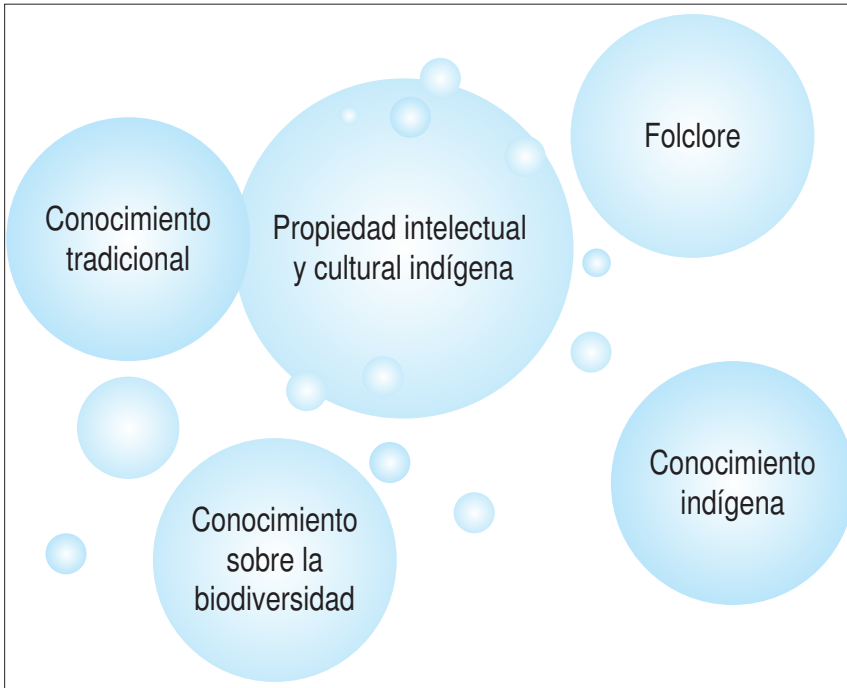 Folclore
Conocimiento
tradicional
Propiedad intelectual
y cultural indígena
Conocimiento
indígena
Conocimiento
sobre la
biodiversidad